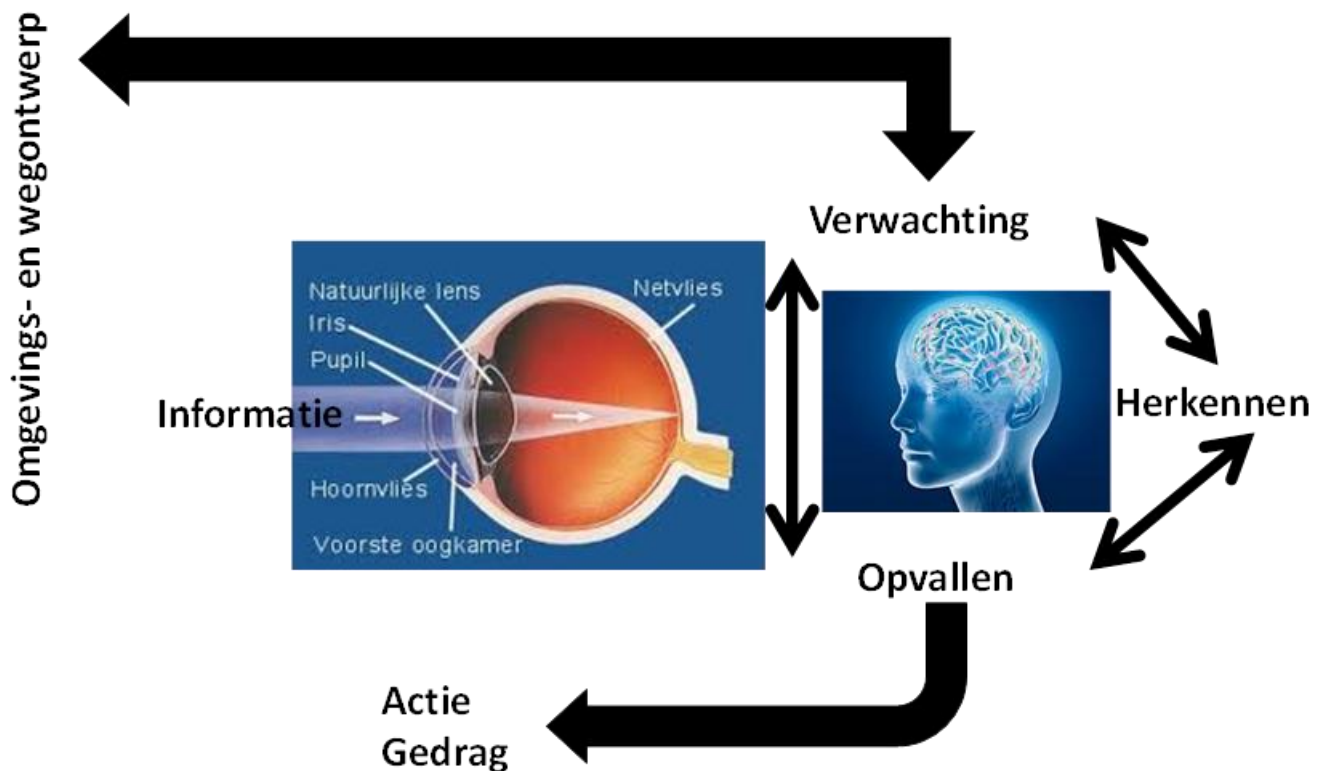 Omgevings- en wegontwerp
Verwachting
Natuurlijke lens
Netvlies
Iris
Pupil
Informatie
Herkennen
Hoornvlies
Voorste oogkamer
Opvallen
Actie
Gedrag